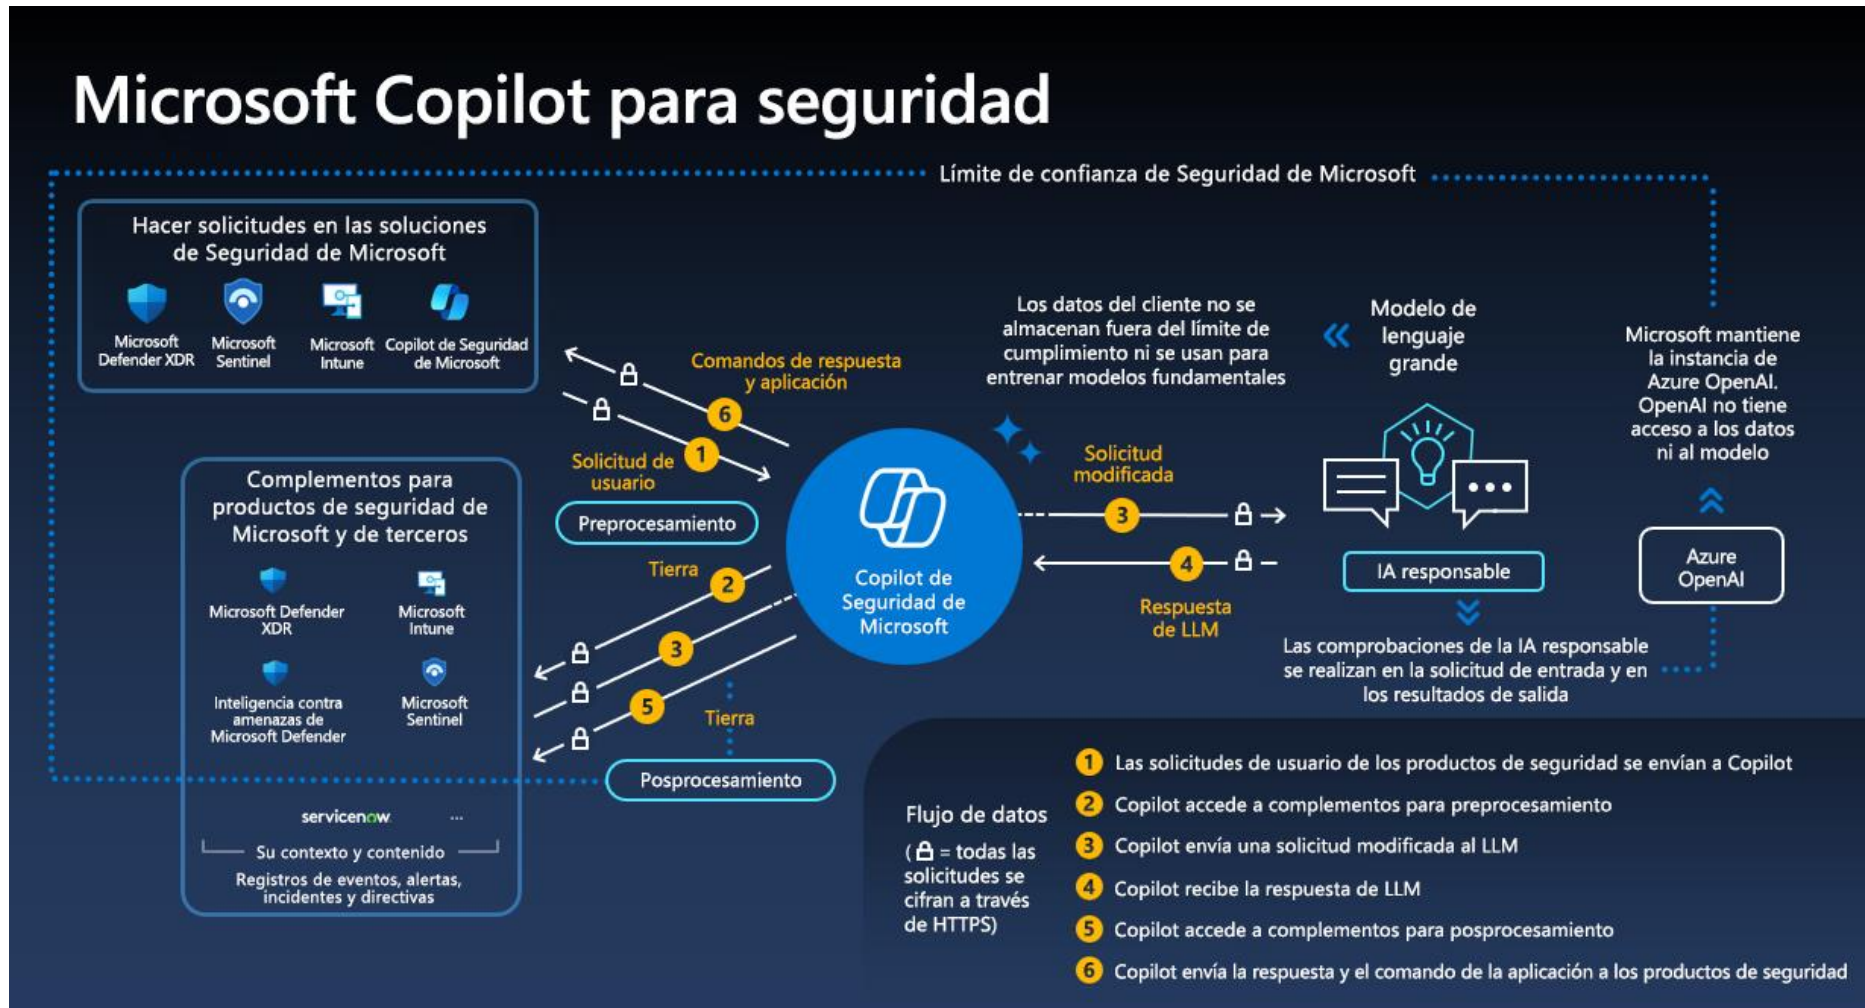 Microsoft Copilot para seguridad
Límite de confianza de Seguridad de Microsoft
Hacer solicitudes en las soluciones
de Seguridad de Microsoft
Microsoft
Defender XDR
Microsoft
Sentinel
Microsoft
Intune
Copilot de Seguridad
de Microsoft
Comandos de respuesta
y aplicación
6
1
Solicitud de
usuario
Preprocesamiento
Los datos del cliente no se
almacenan fuera del límite de
cumplimiento ni se usan para
entrenar modelos fundamentales
Modelo de
lenguaje
grande
Microsoft mantiene
la instancia de
Azure OpenAI.
OpenAI no tiene
acceso a los datos
ni al modelo
Complementos para
productos de seguridad de
Microsoft y de terceros
Microsoft Defender
XDR
Microsoft
Intune
Inteligencia contra
amenazas de
Microsoft Defender
Microsoft
Sentinel
servicenow
...
Su contexto y contenido
Registros de eventos, alertas,
incidentes y directivas
Tierra
2
3
5
Tierra
Posprocesamiento
Copilot de
Seguridad de
Microsoft
Solicitud
modificada
3
4
Respuesta
de LLM
IA responsable
Las comprobaciones de la IA responsable
se realizan en la solicitud de entrada y en
los resultados de salida
Azure
OpenAI
Flujo de datos
( = todas las
solicitudes se
cifran a través
de HTTPS)
1 Las solicitudes de usuario de los productos de seguridad se envían a Copilot
2 Copilot accede a complementos para preprocesamiento
3 Copilot envía una solicitud modificada al LLM
4 Copilot recibe la respuesta de LLM
5 Copilot accede a complementos para posprocesamiento
6 Copilot envía la respuesta y el comando de la aplicación a los productos de seguridad